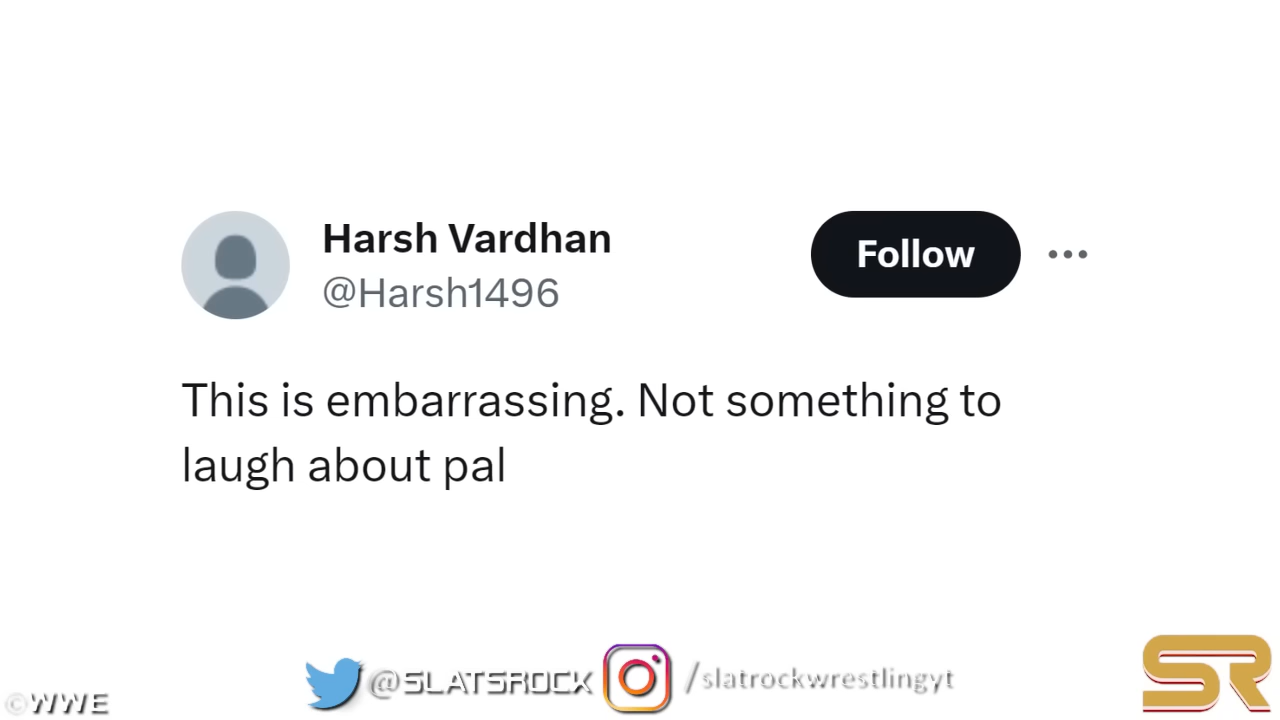 Harsh Vardhan
@Harsh1496
Follow
This is embarrassing. Not something to
laugh about pal
©WWE
@SLATSROCK
/slatrockwrestlingyt
SR